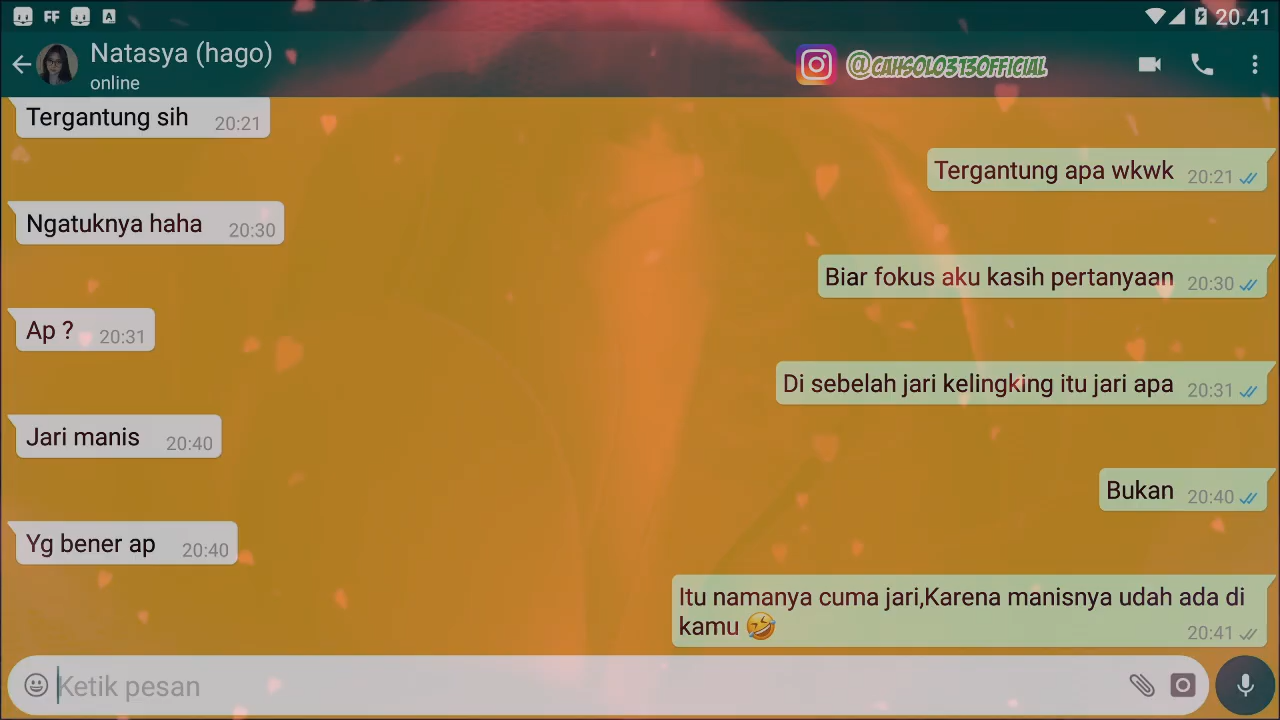 FF
A
20.41
Natasya (hago)
online
@CAHSOLO3130FFICIAL
Tergantung sih 20:21
Tergantung apa wkwk 20:21
Ngatuknya haha 20:30
Biar fokus aku kasih pertanyaan 20:30
Ap ? 20:31
Di sebelah jari kelingking itu jari apa 20:31
Jari manis 20:40
Bukan 20:40
Yg bener ap 20:40
Itu namanya cuma jari,Karena manisnya udah ada di
kamu 🤣 20:41
Ketik pesan